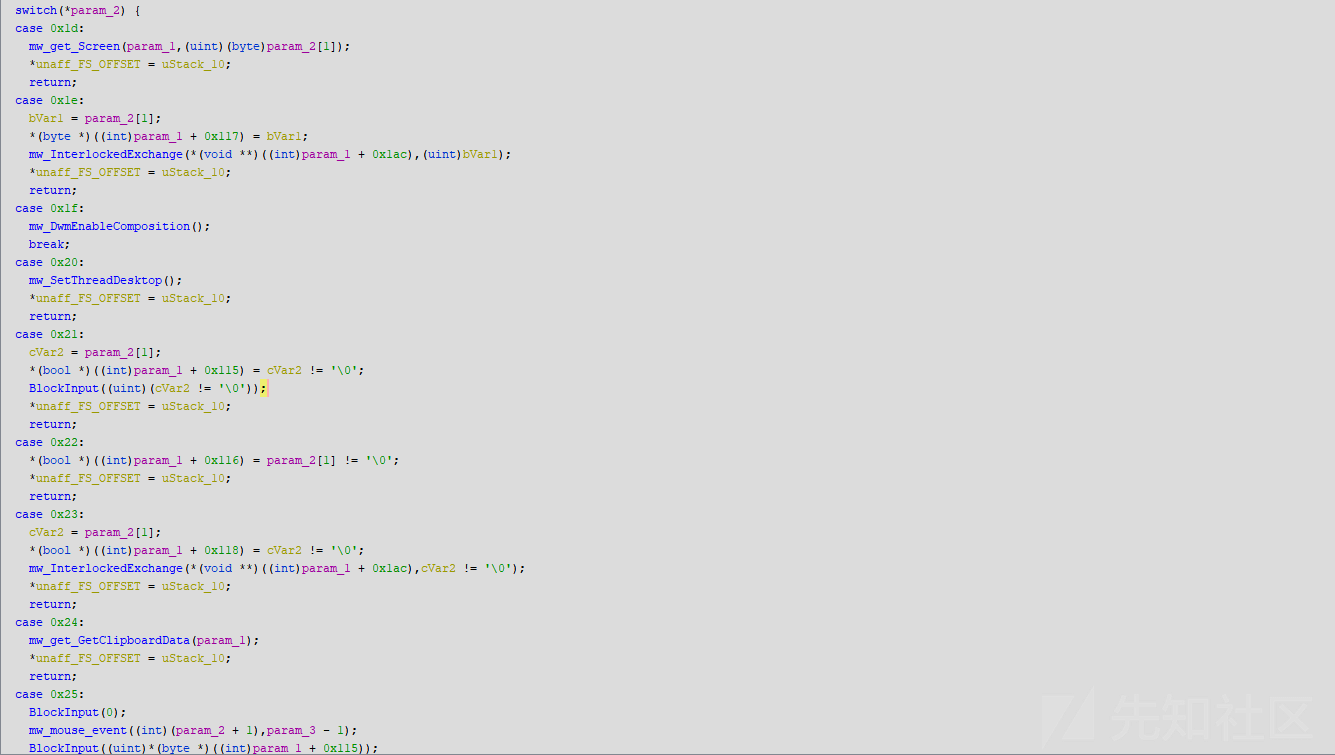 switch(*param_2) {
case 0x1d:
mw_get_Screen(param_1,(uint)(byte)param_2[1]);
*unaff_FS_OFFSET = uStack_10;
return;
case 0x1e:
bVar1 = param_2[1];
*(byte *)((int)param_1 + 0x117) = bVar1;
mw_InterlockedExchange(*(void **)((int)param_1 + 0x1ac),(uint)bVar1);
*unaff_FS_OFFSET = uStack_10;
return;
case 0x1f:
mw_DwmEnableComposition();
break;
case 0x20:
mw_SetThreadDesktop();
*unaff_FS_OFFSET = uStack_10;
return;
case 0x21:
cVar2 = param_2[1];
*(bool *)((int)param_1 + 0x115) = cVar2 != '\0';
BlockInput((uint)(cVar2 != '\0'));
*unaff_FS_OFFSET = uStack_10;
return;
case 0x22:
*(bool *)((int)param_1 + 0x116) = param_2[1] != '\0';
*unaff_FS_OFFSET = uStack_10;
return;
case 0x23:
cVar2 = param_2[1];
*(bool *)((int)param_1 + 0x118) = cVar2 != '\0';
mw_InterlockedExchange(*(void **)((int)param_1 + 0x1ac),cVar2 != '\0');
*unaff_FS_OFFSET = uStack_10;
return;
case 0x24:
mw_get_GetClipboardData(param_1);
*unaff_FS_OFFSET = uStack_10;
return;
case 0x25:
BlockInput(0);
mw_mouse_event((int)(param_2 + 1),param_3 - 1);
BlockInput((uint)*(byte *)((int)param_1 + 0x115));
先知社区